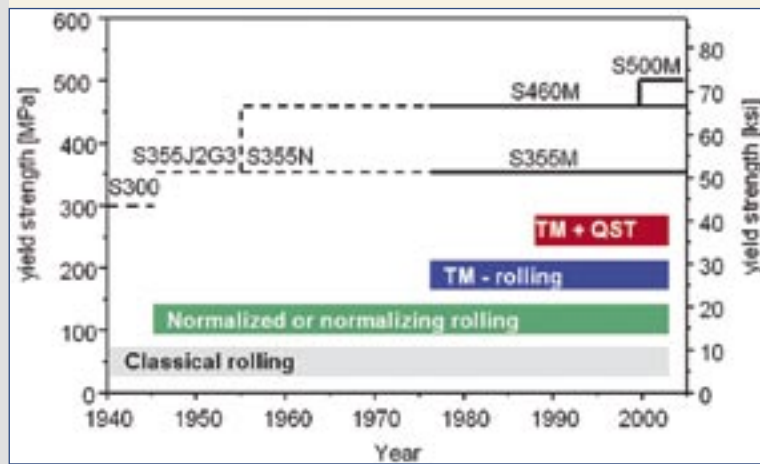 600
500
400
300
200
100
0
yield strength [MPa]
80
70
60
50
40
30
20
10
0
yield strength [ksi]
S500M
S460M
S355J2G3
S355N
S355M
S300
TM + QST
TM - rolling
Normalized or normalizing rolling
Classical rolling
1940 1950 1960 1970 1980 1990 2000
Year